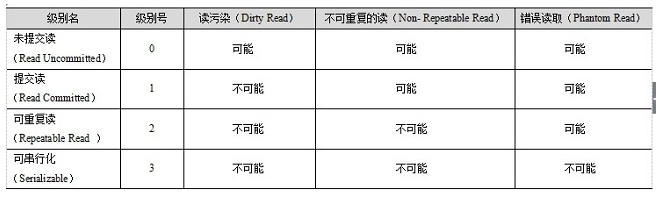 级别名 级别号 读污染（Dirty Read） 不可重复的读（Non- Repeatable Read） 错误读取（Phantom Read）
未提交读
（Read Uncommitted） 0 可能 可能 可能
提交读
（Read Committed） 1 不可能 可能 可能
可重复读
（Repeatable Read ） 2 不可能 不可能 可能
可串行化
（Serializable） 3 不可能 不可能 不可能